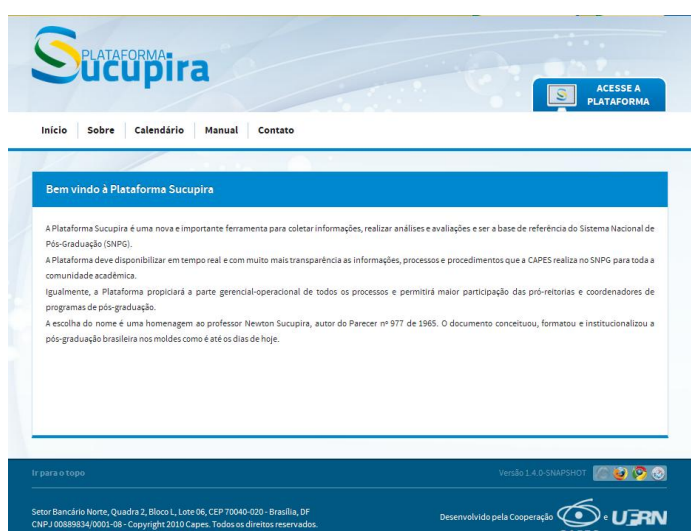 PLATAFORMA
Sucupira
ACESSE A
PLATAFORMA
Início Sobre Calendário Manual Contato
Bem vindo à Plataforma Sucupira
A Plataforma Sucupira é uma nova e importante ferramenta para coletar informações, realizar análises e avaliações e ser a base de referência do Sistema Nacional de
Pós-Graduação (SNPG).
A Plataforma deve disponibilizar em tempo real e com muito mais transparência as informações, processos e procedimentos que a CAPES realiza no SNPG para toda a
comunidade acadêmica.
Igualmente, a Plataforma propiciará a parte gerencial-operacional de todos os processos e permitirá maior participação das pró-reitorias e coordenadores de
programas de pós-graduação.
A escolha do nome é uma homenagem ao professor Newton Sucupira, autor do Parecer nº 977 de 1965. O documento conceituou, formatou e institucionalizou a
pós-graduação brasileira nos moldes como é até os dias de hoje.
Ir para o topo
Versão 1.4.0-SNAPSHOT
Setor Bancário Norte, Quadra 2, Bloco L, Lote 06, CEP 70040-020 - Brasília, DF
CNPJ 00889834/0001-08 - Copyright 2010 Capes. Todos os direitos reservados.
Desenvolvido pela Cooperação e UFRN